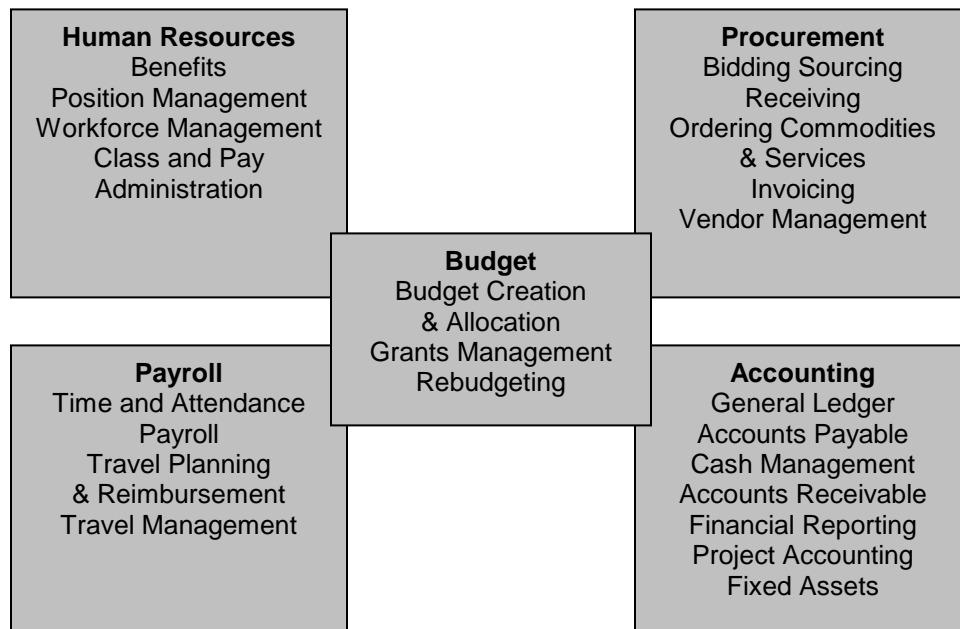 Human Resources
Benefits
Position Management
Workforce Management
Class and Pay
Administration
Procurement
Bidding Sourcing
Receiving
Ordering Commodities
& Services
Invoicing
Vendor Management
Budget
Budget Creation
& Allocation
Grants Management
Rebudgeting
Payroll
Time and Attendance
Payroll
Travel Planning
& Reimbursement
Travel Management
Accounting
General Ledger
Accounts Payable
Cash Management
Accounts Receivable
Financial Reporting
Project Accounting
Fixed Assets